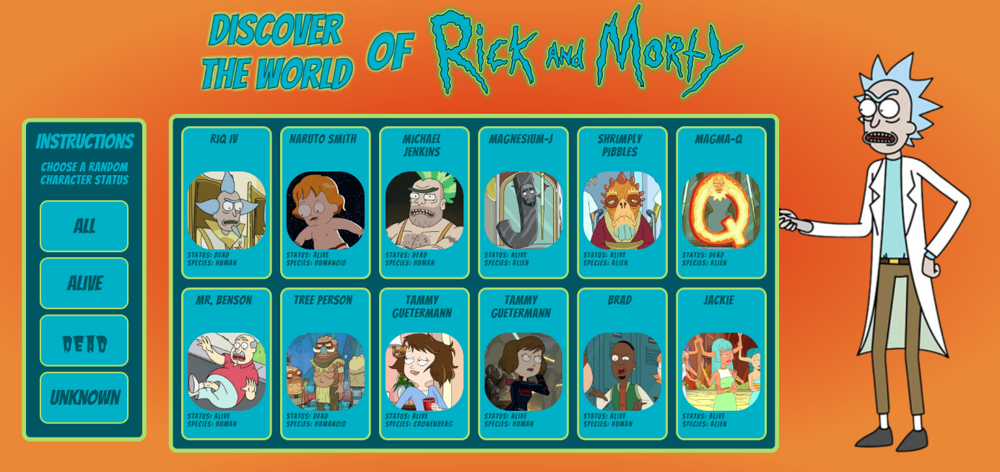 DISCOVER
THE WORLD
OF
RICK AND MORTY
INSTRUCTIONS
CHOOSE A RANDOM
CHARACTER STATUS
ALL
ALIVE
DEAD
UNKNOWN
RIQ IV
STATUS: DEAD
SPECIES: HUMAN
NARUTO SMITH
STATUS: ALIVE
SPECIES: HUMANOID
MICHAEL
JENKINS
STATUS: DEAD
SPECIES: HUMAN
MAGNESIUM-J
STATUS: ALIVE
SPECIES: ALIEN
SHRIMPLY
PIBBLES
STATUS: ALIVE
SPECIES: ALIEN
MAGMA-Q
STATUS: DEAD
SPECIES: ALIEN
MR. BENSON
STATUS: ALIVE
SPECIES: HUMAN
TREE PERSON
STATUS: DEAD
SPECIES: HUMANOID
TAMMY
GUETERMANN
STATUS: ALIVE
SPECIES: CRONENBERG
TAMMY
GUETERMANN
STATUS: ALIVE
SPECIES: HUMAN
BRAD
STATUS: ALIVE
SPECIES: HUMAN
JACKIE
STATUS: ALIVE
SPECIES: ALIEN